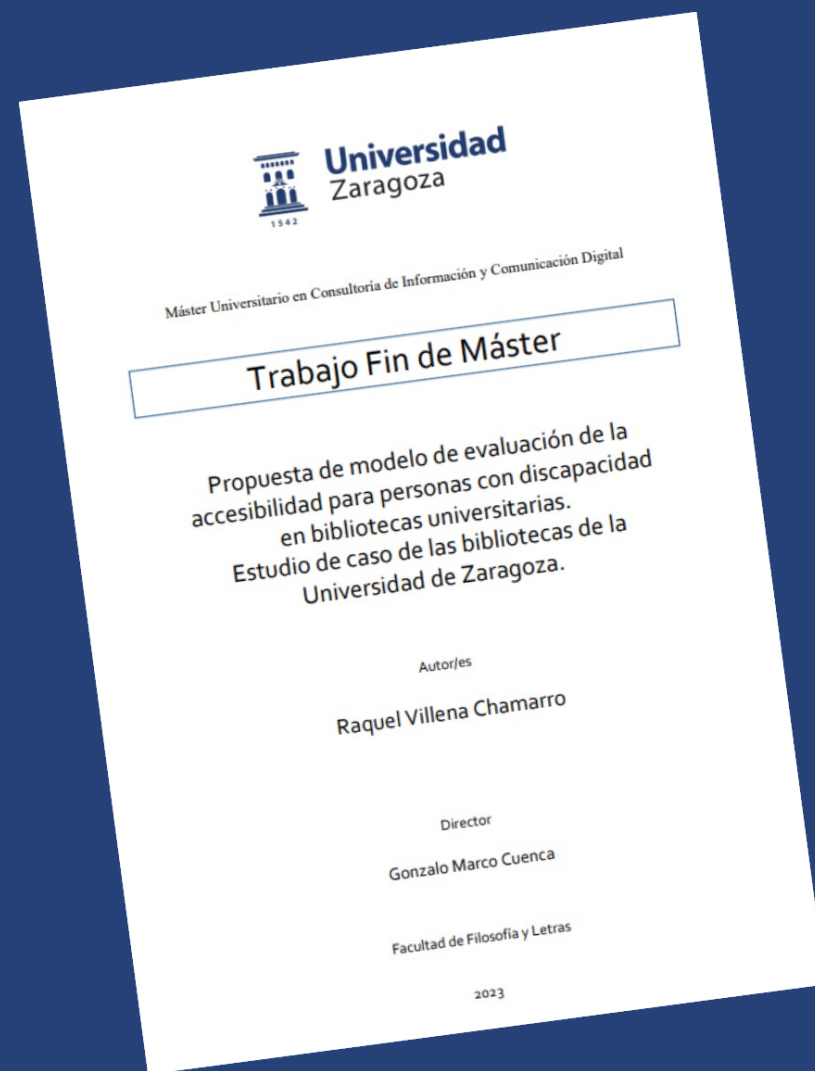 Universidad
Zaragoza
1542
Máster Universitario en Consultoría de Información y Comunicación Digital
Trabajo Fin de Máster
Propuesta de modelo de evaluación de la
accesibilidad para personas con discapacidad
en bibliotecas universitarias.
Estudio de caso de las bibliotecas de la
Universidad de Zaragoza.
Autor/es
Raquel Villena Chamarro
Director
Gonzalo Marco Cuenca
Facultad de Filosofía y Letras
2023